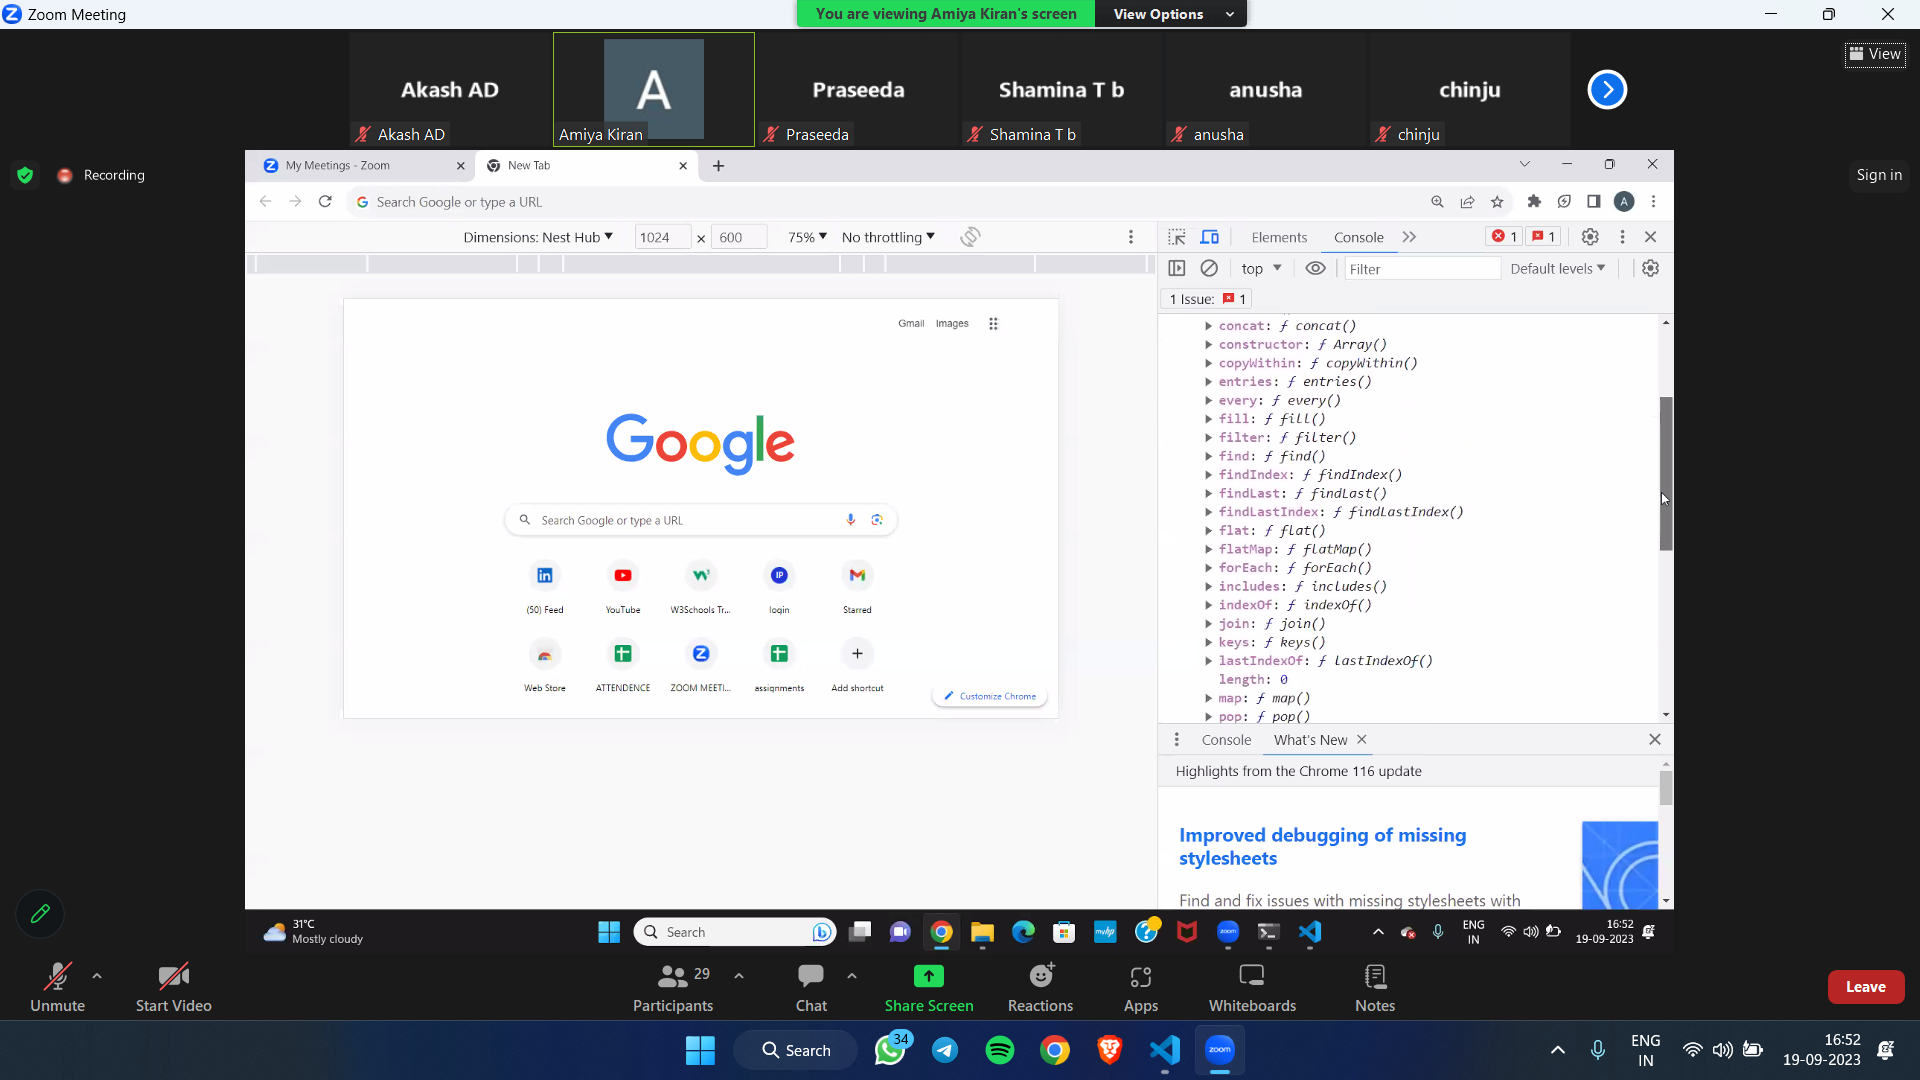 Zoom Meeting
You are viewing Amiya Kiran's screen
View Options
View
Akash AD
A
Praseeda
Shamina T b
anusha
chinju
Akash AD
Amiya Kiran
Praseeda
Shamina T b
anusha
chinju
Recording
Sign in
My Meetings - Zoom
New Tab
Search Google or type a URL
A
Dimensions: Nest Hub
1024 x 600
75%
No throttling
Elements
Console
1
1
top
Filter
Default levels
1 Issue: 1
Gmail Images
Google
Search Google or type a URL
(50) Feed
YouTube
W3Schools Tr...
IP
login
Starred
Web Store
ATTENDENCE
ZOOM MEETI...
assignments
Add shortcut
Customize Chrome
concat: ƒ concat()
constructor: ƒ Array()
copyWithin: ƒ copyWithin()
entries: ƒ entries()
every: ƒ every()
fill: ƒ fill()
filter: ƒ filter()
find: ƒ find()
findIndex: ƒ findIndex()
findLast: ƒ findLast()
findLastIndex: ƒ findLastIndex()
flat: ƒ flat()
flatMap: ƒ flatMap()
forEach: ƒ forEach()
includes: ƒ includes()
indexOf: ƒ indexOf()
join: ƒ join()
keys: ƒ keys()
lastIndexOf: ƒ lastIndexOf()
length: 0
map: ƒ map()
pop: ƒ pop()
Console
What's New
Highlights from the Chrome 116 update
Improved debugging of missing
stylesheets
Find and fix issues with missing stylesheets with
31°C
Mostly cloudy
Search
myhp
zoom
ENG
IN
16:52
19-09-2023
Unmute
Start Video
29
Participants
Chat
Share Screen
Reactions
Apps
Whiteboards
Notes
Leave
Search
34
zoom
ENG
IN
16:52
19-09-2023